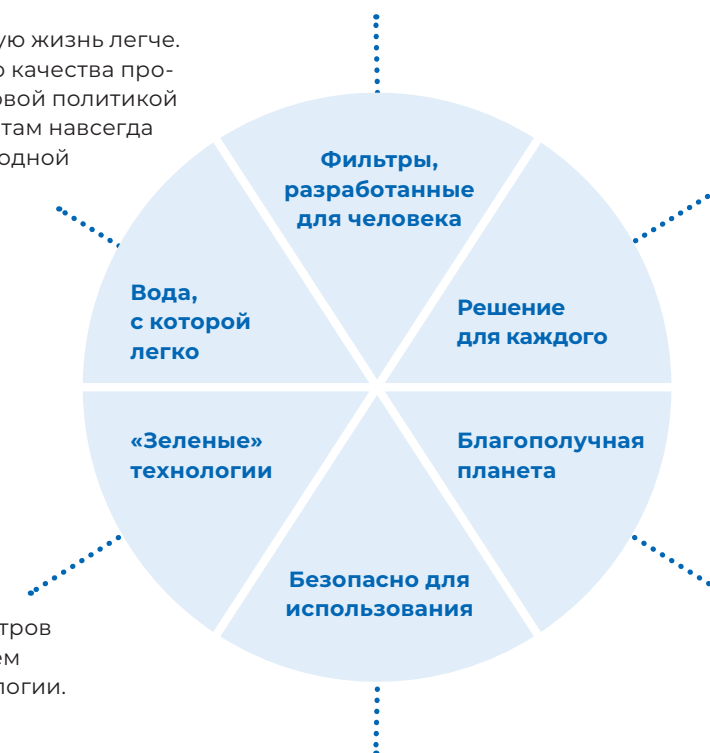 ую жизнь легче.
о качества про-
овой политикой
там навсегда
одной
Фильтры,
разработанные
для человека
Вода,
с которой
легко
Решение
для каждого
«Зеленые»
технологии
Благополучная
планета
Безопасно для
использования
тров
ем
логии.